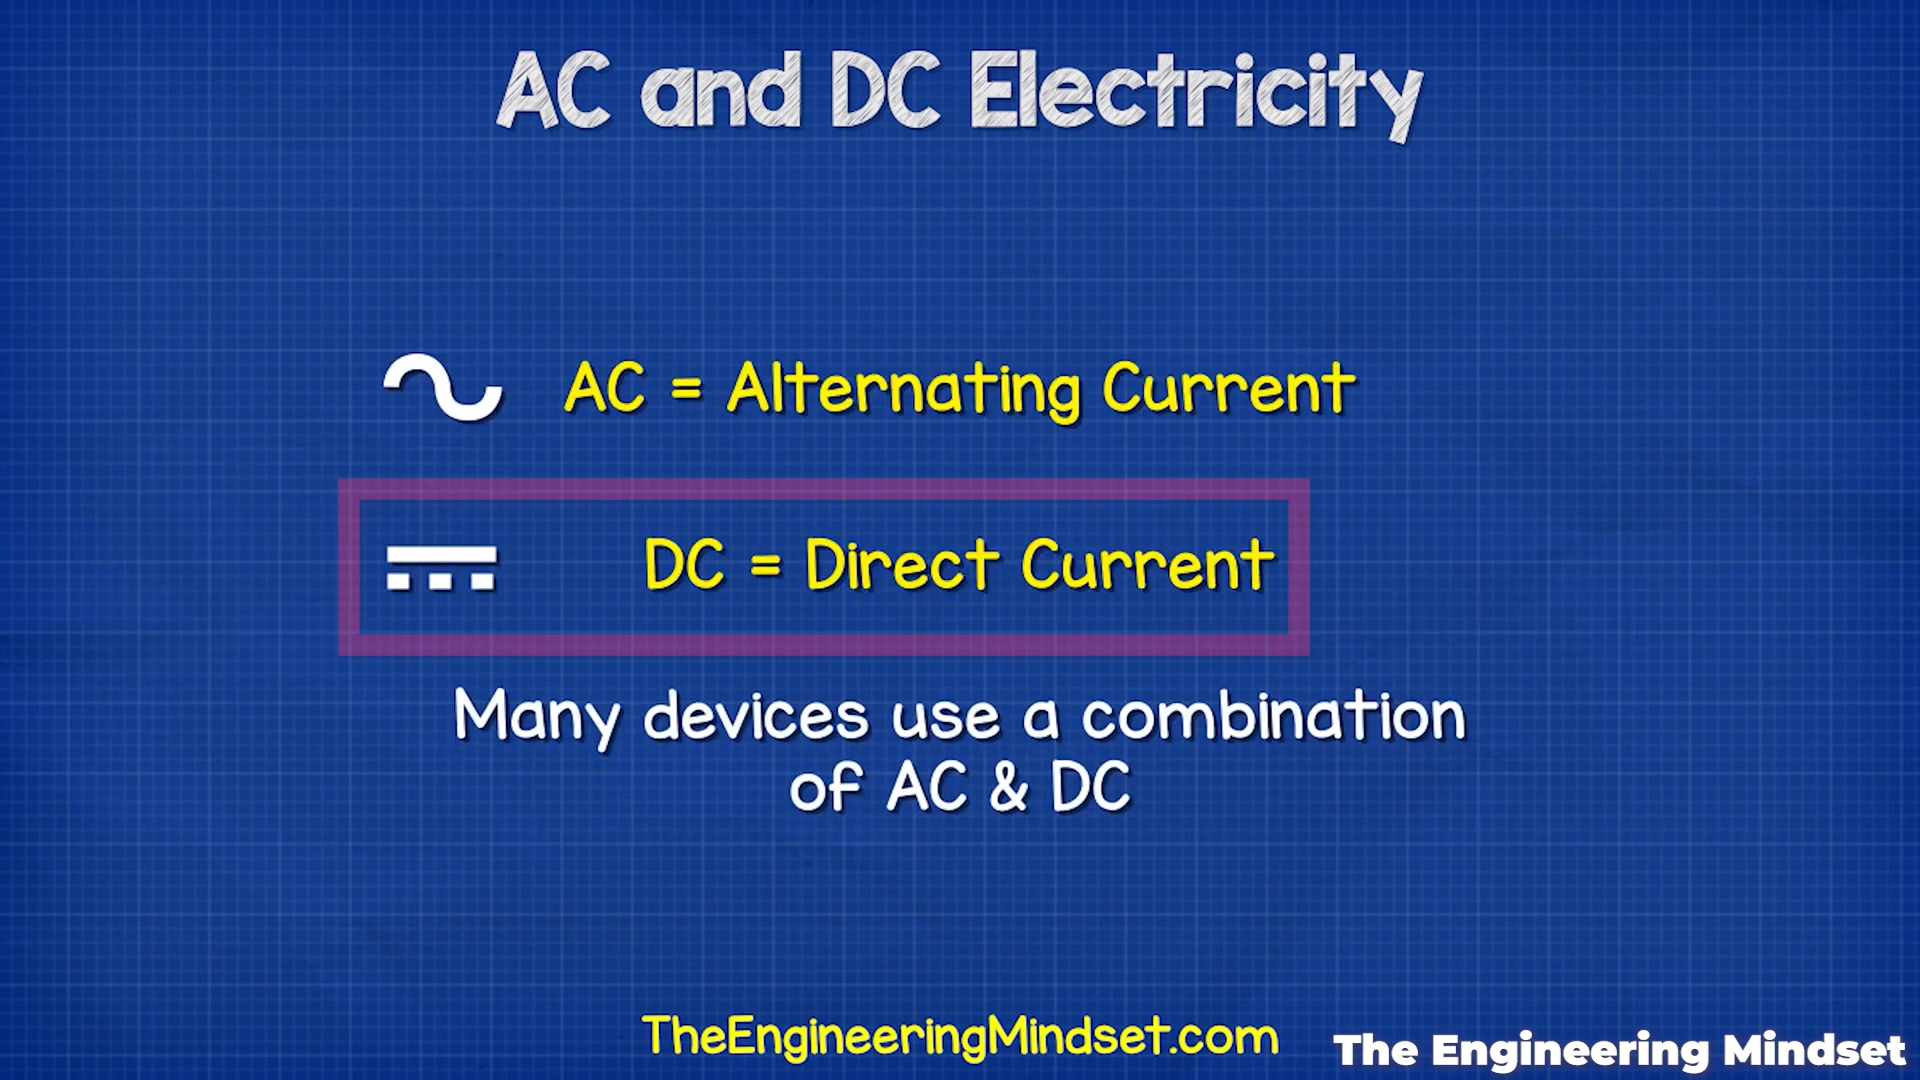 AC and DC Electricity
AC = Alternating Current
DC = Direct Current
Many devices use a combination
of AC & DC
TheEngineeringMindset.com
The Engineering Mindset